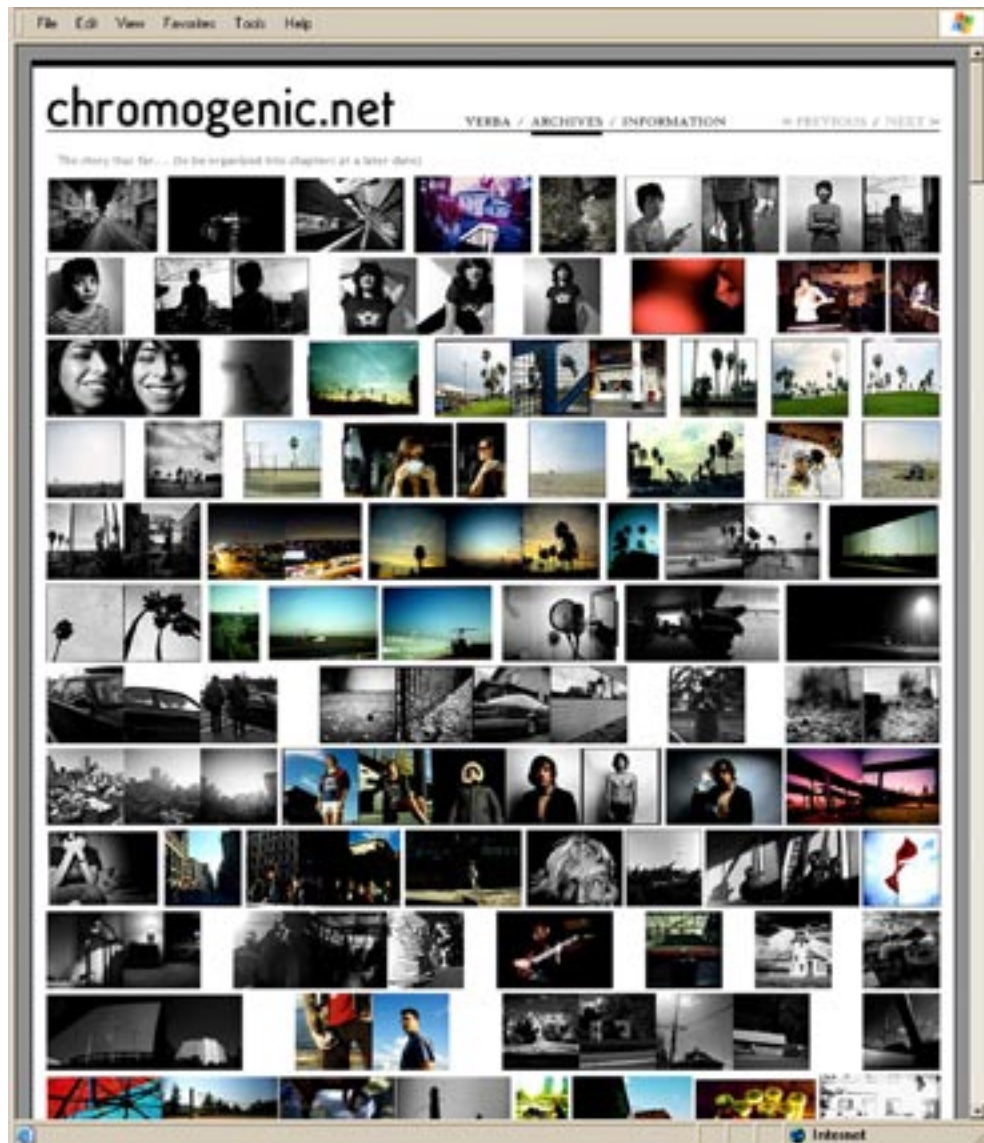 File Edit View Favorites Tools Help
chromogenic.net
VERBA / ARCHIVES / INFORMATION « PREVIOUS / NEXT »
The story thus far... (to be organized into chapters at a later date)
Internet